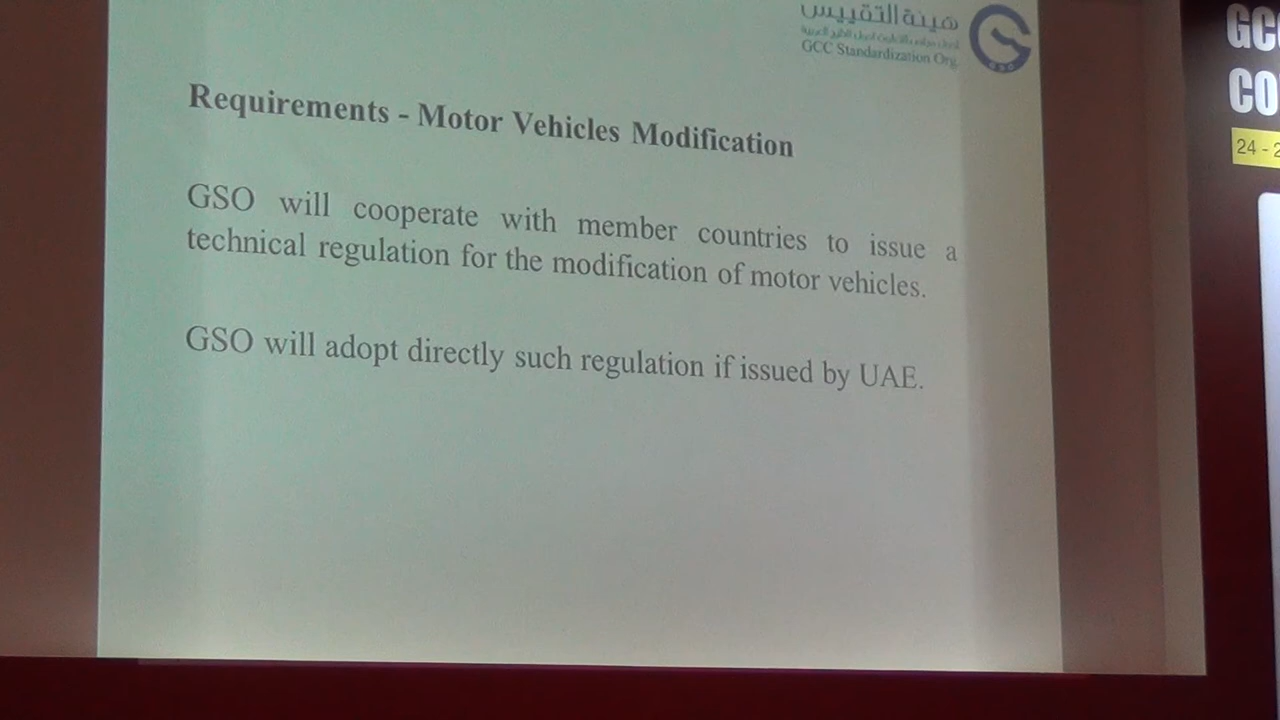 هيئة التقييس
GCC Standardization Org.
GSO
Requirements - Motor Vehicles Modification
GSO will cooperate with member countries to issue a
technical regulation for the modification of motor vehicles.
GSO will adopt directly such regulation if issued by UAE.
GC
CO
24 - 2